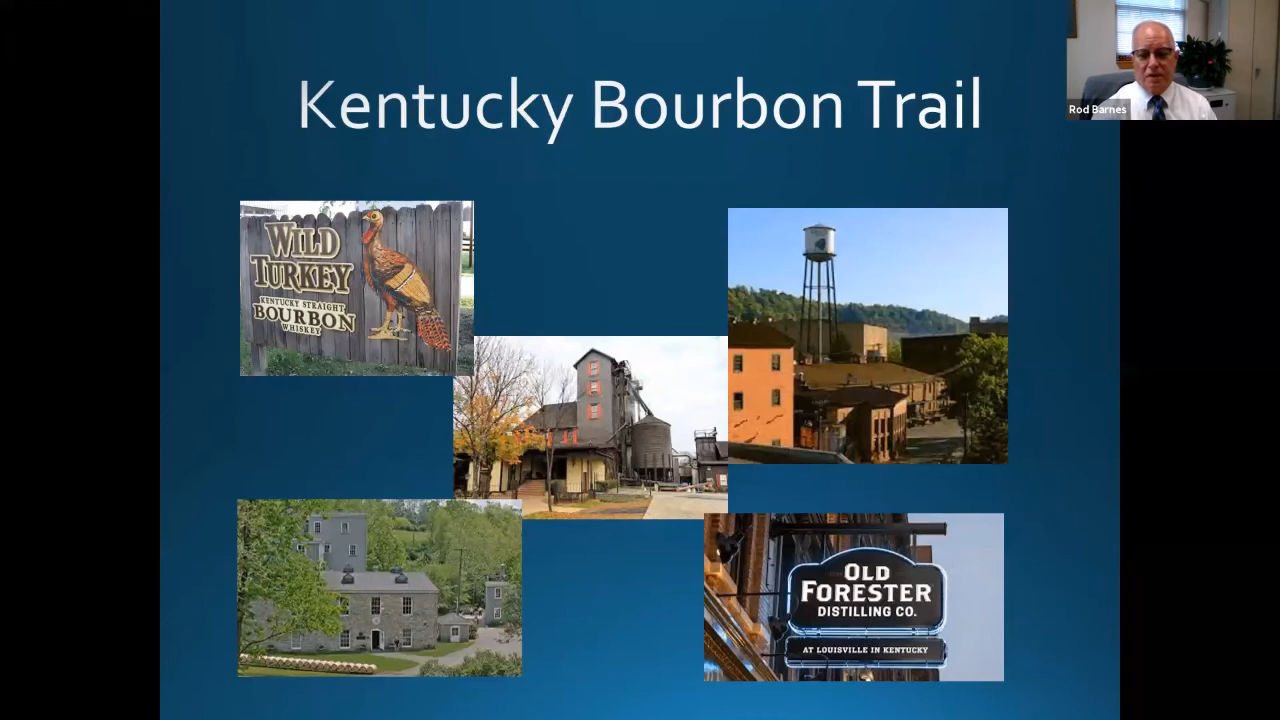 Kentucky Bourbon Trail
Rod Barnes
WILD
TURKEY
KENTUCKY STRAIGHT
BOURBON
WHISKEY
OLD
FORESTER
DISTILLING CO.
AT LOUISVILLE IN KENTUCKY